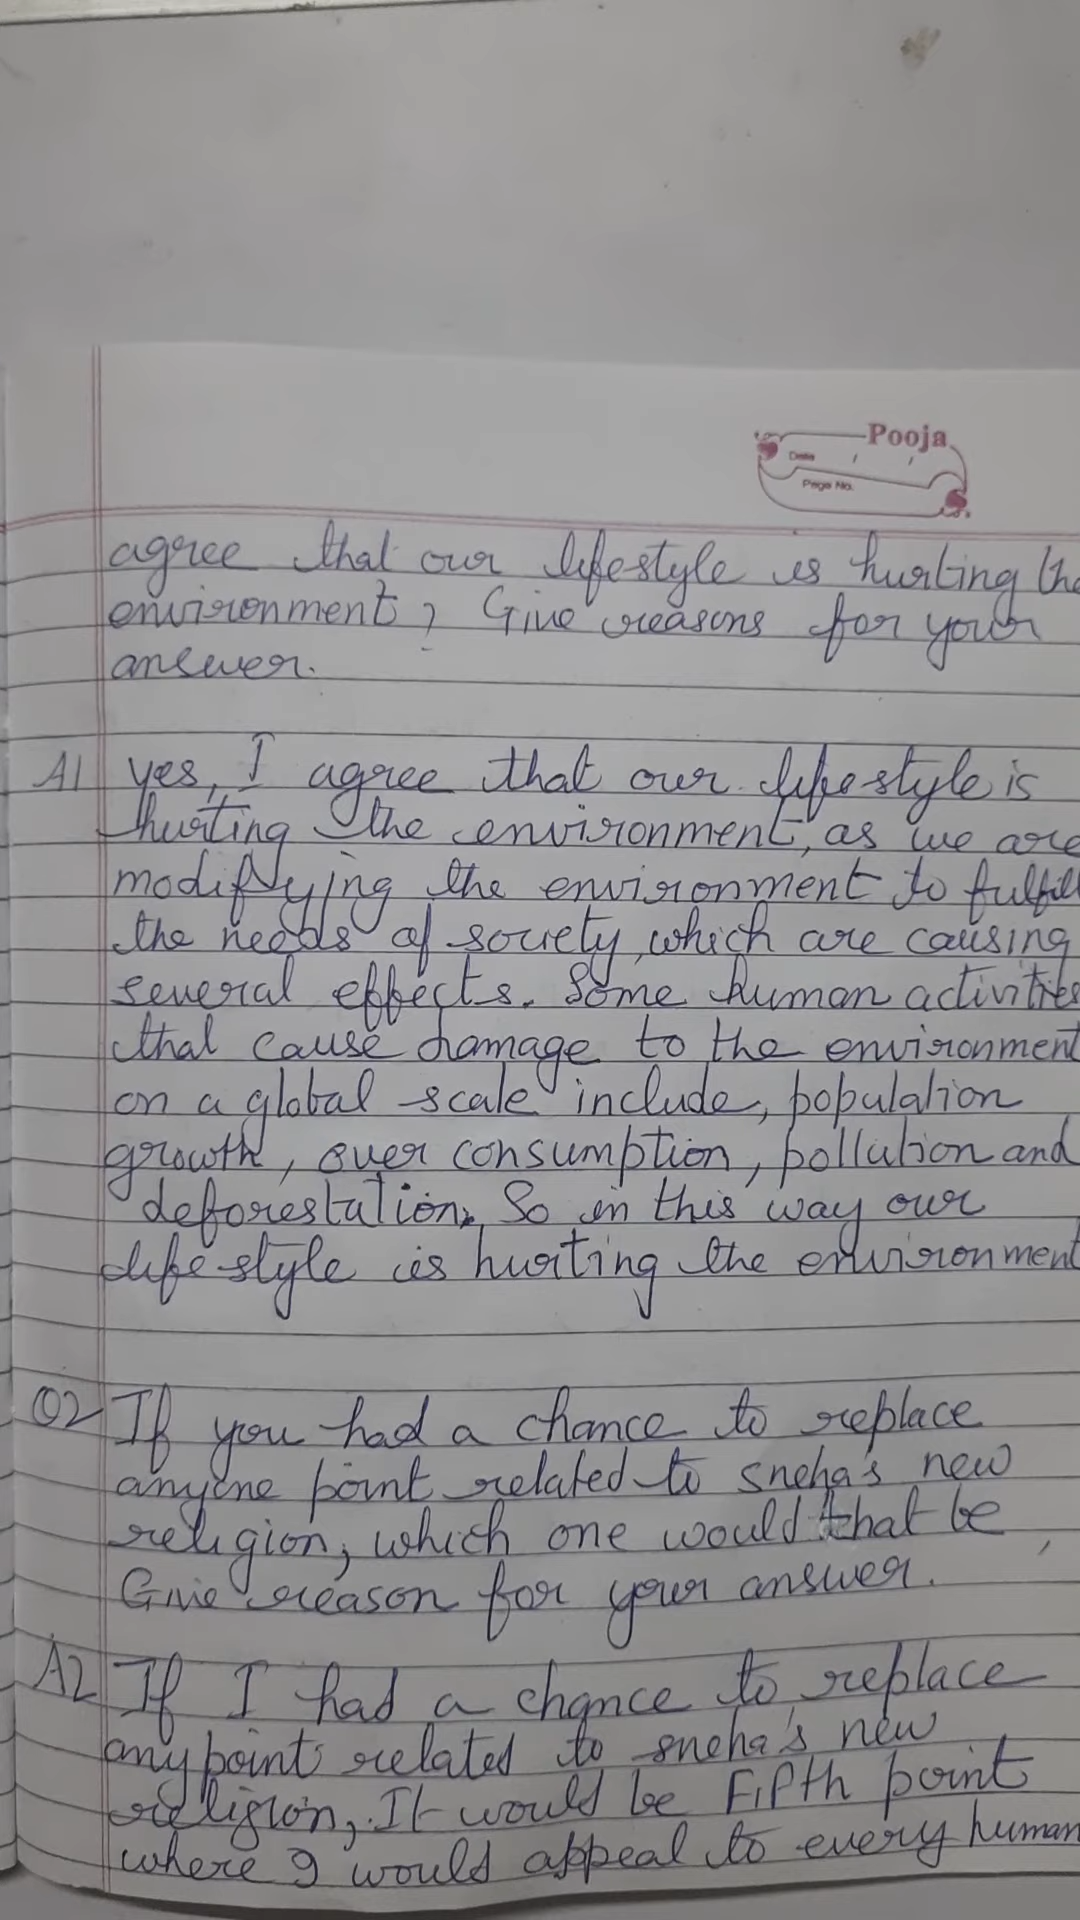 Pooja
Date / /
Page No.
agree that our lifestyle is hurting the
environment? Give reasons for your
answer.
A1 yes, I agree that our lifestyle is
hurting the environment, as we are
modifying the environment to fulfill
the needs of society, which are causing
several effects. Some human activities
that cause damage to the environment
on a global scale include, population
growth, over consumption, pollution and
deforestation. So in this way our
lifestyle is hurting the environment
Q2 If you had a chance to replace
anyone point related to sneha's new
religion, which one would that be
Give reason for your answer.
A2 If I had a chance to replace
any point related to sneha's new
religion, It would be Fifth point
where I would appeal to every human